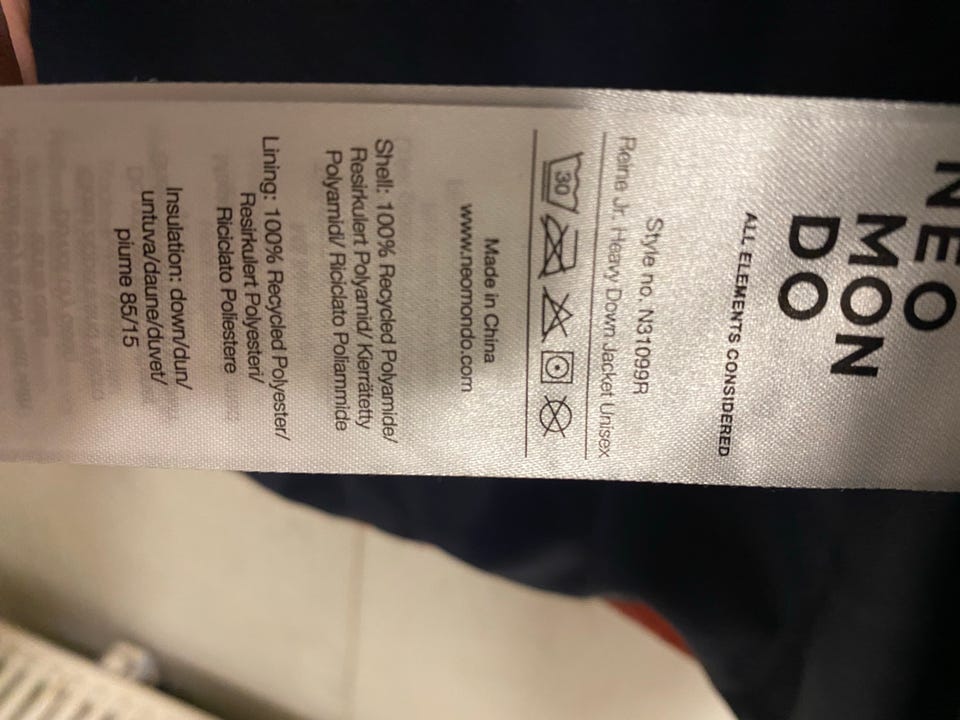 NEO
MON
DO
ALL ELEMENTS CONSIDERED
Style no. N31099R
Reine Jr. Heavy Down Jacket Unisex
30
Made in China
www.neomondo.com
Shell: 100% Recycled Polyamide/
Resirkulert Polyamid/ Kierrätetty
Polyamidi/ Riciclato Poliammide
Lining: 100% Recycled Polyester/
Resirkulert Polyesteri/
Riciclato Poliestere
Insulation: down/dun/
untuva/daune/duvet/
piume 85/15